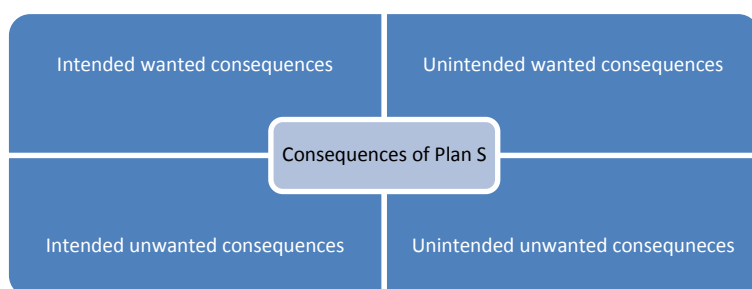 Intended wanted consequences
Unintended wanted consequences
Consequences of Plan S
Intended unwanted consequences
Unintended unwanted consequneces